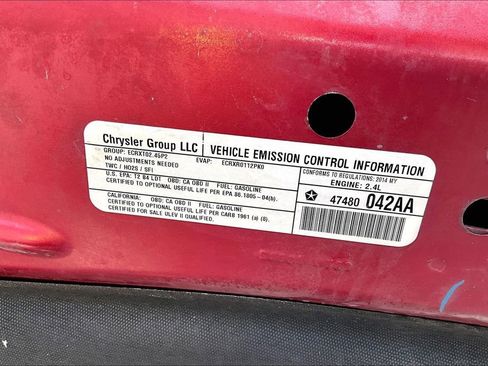 Chrysler Group LLC VEHICLE EMISSION CONTROL INFORMATION
GROUP: ECRXT02.45P2 EVAP: ECRXR0112PK0 CONFORMS TO REGULATIONS: 2014 MY
NO ADJUSTMENTS NEEDED ENGINE: 2.4L
TWC / HO2S / SFI
U.S. EPA: T2 B4 LDT OBD: CA OBD II FUEL: GASOLINE
CERTIFIED TO OPTIONAL USEFUL LIFE PER EPA 86.1805-04(b).
47480 042AA
CALIFORNIA: OBD: CA OBD II FUEL: GASOLINE
CERTIFIED TO OPTIONAL USEFUL LIFE PER CARB 1961 (a) (8).
CERTIFIED FOR SALE ULEV II QUALIFIED.